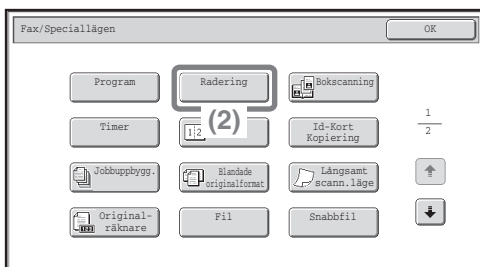 Fax/Speciallägen
OK
Program
Radering
Bokscanning
Timer
1 2
(2)
Id-Kort
Kopiering
1
2
Jobbuppbygg.
Blandade
originalformat
Långsamt
scann.läge
Original-
räknare
123
Fil
Snabbfil